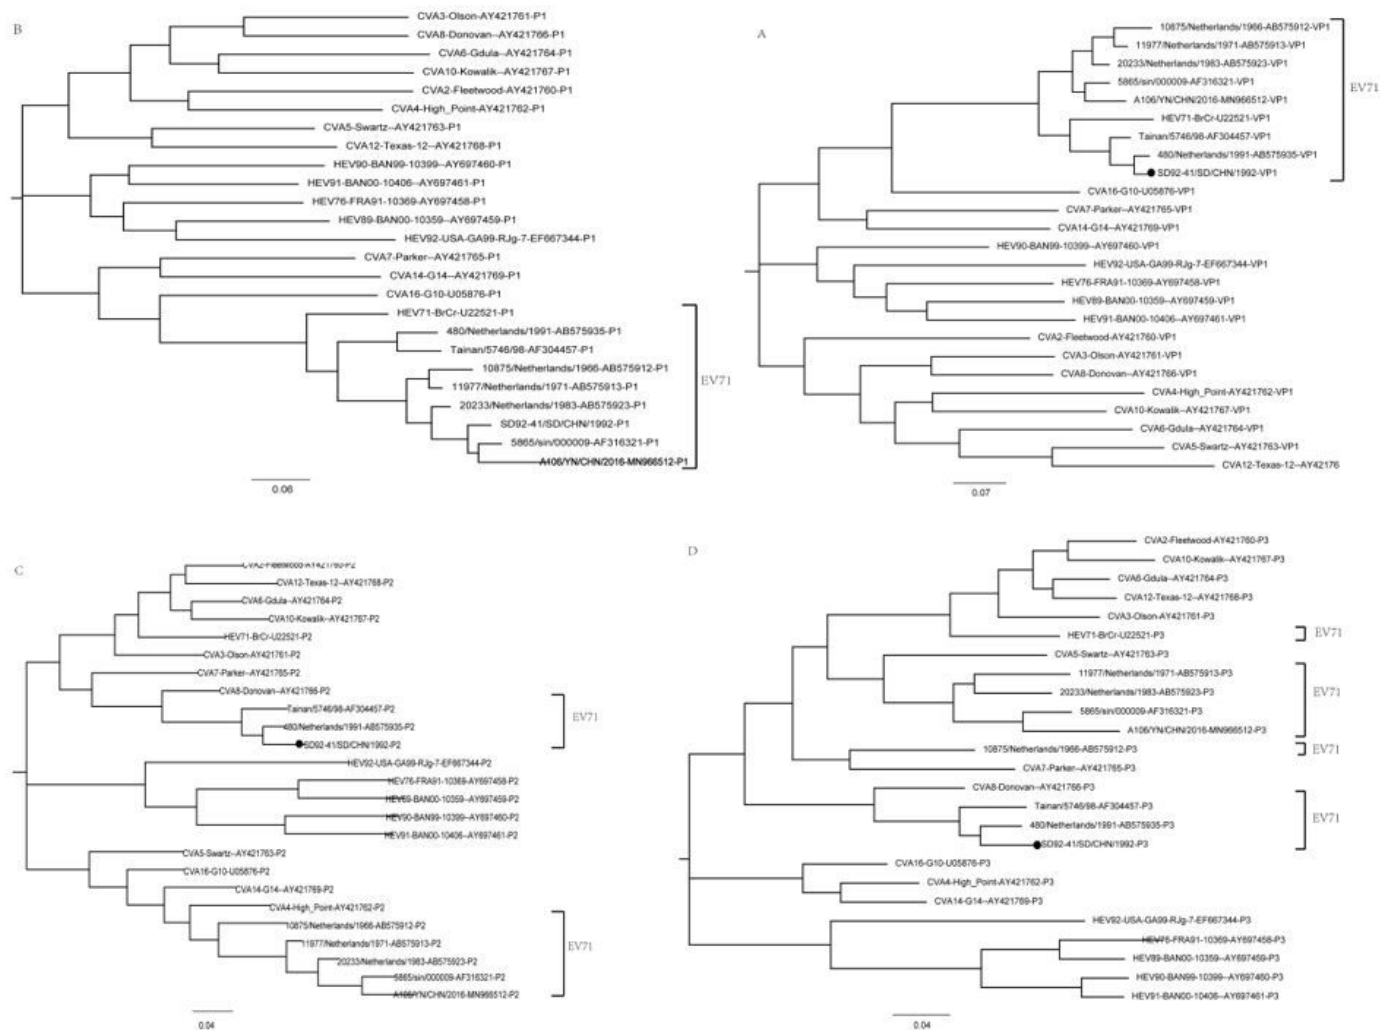 B
CVA3-Olson-AY421761-P1
CVA8-Donovan--AY421766-P1
CVA6-Gdula--AY421764-P1
CVA10-Kowalik--AY421767-P1
CVA2-Fleetwood-AY421760-P1
CVA4-High_Point-AY421762-P1
CVA5-Swartz--AY421763-P1
CVA12-Texas-12--AY421768-P1
HEV90-BAN99-10399--AY697460-P1
HEV91-BAN00-10406--AY697461-P1
HEV76-FRA91-10369-AY697458-P1
HEV89-BAN00-10359--AY697459-P1
HEV92-USA-GA99-RJg-7-EF667344-P1
CVA7-Parker--AY421765-P1
CVA14-G14--AY421769-P1
CVA16-G10-U05876-P1
HEV71-BrCr-U22521-P1
480/Netherlands/1991-AB575935-P1
Tainan/5746/98-AF304457-P1
10875/Netherlands/1966-AB575912-P1
11977/Netherlands/1971-AB575913-P1
20233/Netherlands/1983-AB575923-P1
SD92-41/SD/CHN/1992-P1
5865/sin/000009-AF316321-P1
A106/YN/CHN/2016-MN966512-P1
EV71
0.06
A
10875/Netherlands/1966-AB575912-VP1
11977/Netherlands/1971-AB575913-VP1
20233/Netherlands/1983-AB575923-VP1
5865/sin/000009-AF316321-VP1
A106/YN/CHN/2016-MN966512-VP1
HEV71-BrCr-U22521-VP1
Tainan/5746/98-AF304457-VP1
480/Netherlands/1991-AB575935-VP1
SD92-41/SD/CHN/1992-VP1
EV71
CVA16-G10-U05876-VP1
CVA7-Parker--AY421765-VP1
CVA14-G14--AY421769-VP1
HEV90-BAN99-10399--AY697460-VP1
HEV92-USA-GA99-RJg-7-EF667344-VP1
HEV76-FRA91-10369-AY697458-VP1
HEV89-BAN00-10359--AY697459-VP1
HEV91-BAN00-10406--AY697461-VP1
CVA2-Fleetwood-AY421760-VP1
CVA3-Olson-AY421761-VP1
CVA8-Donovan--AY421766-VP1
CVA4-High_Point-AY421762-VP1
CVA10-Kowalik--AY421767-VP1
CVA6-Gdula--AY421764-VP1
CVA5-Swartz--AY421763-VP1
CVA12-Texas-12--AY42176
0.07
C
CVA2-Fleetwood-AY421760-P2
CVA12-Texas-12--AY421768-P2
CVA6-Gdula--AY421764-P2
CVA10-Kowalik--AY421767-P2
HEV71-BrCr-U22521-P2
CVA3-Olson-AY421761-P2
CVA7-Parker--AY421765-P2
CVA8-Donovan--AY421766-P2
Tainan/5746/98-AF304457-P2
480/Netherlands/1991-AB575935-P2
SD92-41/SD/CHN/1992-P2
EV71
HEV92-USA-GA99-RJg-7-EF667344-P2
HEV76-FRA91-10369-AY697458-P2
HEV89-BAN00-10359--AY697459-P2
HEV90-BAN99-10399--AY697460-P2
HEV91-BAN00-10406--AY697461-P2
CVA5-Swartz--AY421763-P2
CVA16-G10-U05876-P2
CVA14-G14--AY421769-P2
CVA4-High_Point-AY421762-P2
10875/Netherlands/1966-AB575912-P2
11977/Netherlands/1971-AB575913-P2
20233/Netherlands/1983-AB575923-P2
5865/sin/000009-AF316321-P2
A106/YN/CHN/2016-MN966512-P2
EV71
0.04
D
CVA2-Fleetwood-AY421760-P3
CVA10-Kowalik--AY421767-P3
CVA6-Gdula--AY421764-P3
CVA12-Texas-12--AY421768-P3
CVA3-Olson-AY421761-P3
HEV71-BrCr-U22521-P3
EV71
CVA5-Swartz--AY421763-P3
11977/Netherlands/1971-AB575913-P3
20233/Netherlands/1983-AB575923-P3
5865/sin/000009-AF316321-P3
A106/YN/CHN/2016-MN966512-P3
EV71
10875/Netherlands/1966-AB575912-P3
EV71
CVA7-Parker--AY421765-P3
CVA8-Donovan--AY421766-P3
Tainan/5746/98-AF304457-P3
480/Netherlands/1991-AB575935-P3
SD92-41/SD/CHN/1992-P3
EV71
CVA16-G10-U05876-P3
CVA4-High_Point-AY421762-P3
CVA14-G14--AY421769-P3
HEV92-USA-GA99-RJg-7-EF667344-P3
HEV76-FRA91-10369-AY697458-P3
HEV89-BAN00-10359--AY697459-P3
HEV90-BAN99-10399--AY697460-P3
HEV91-BAN00-10406--AY697461-P3
0.04